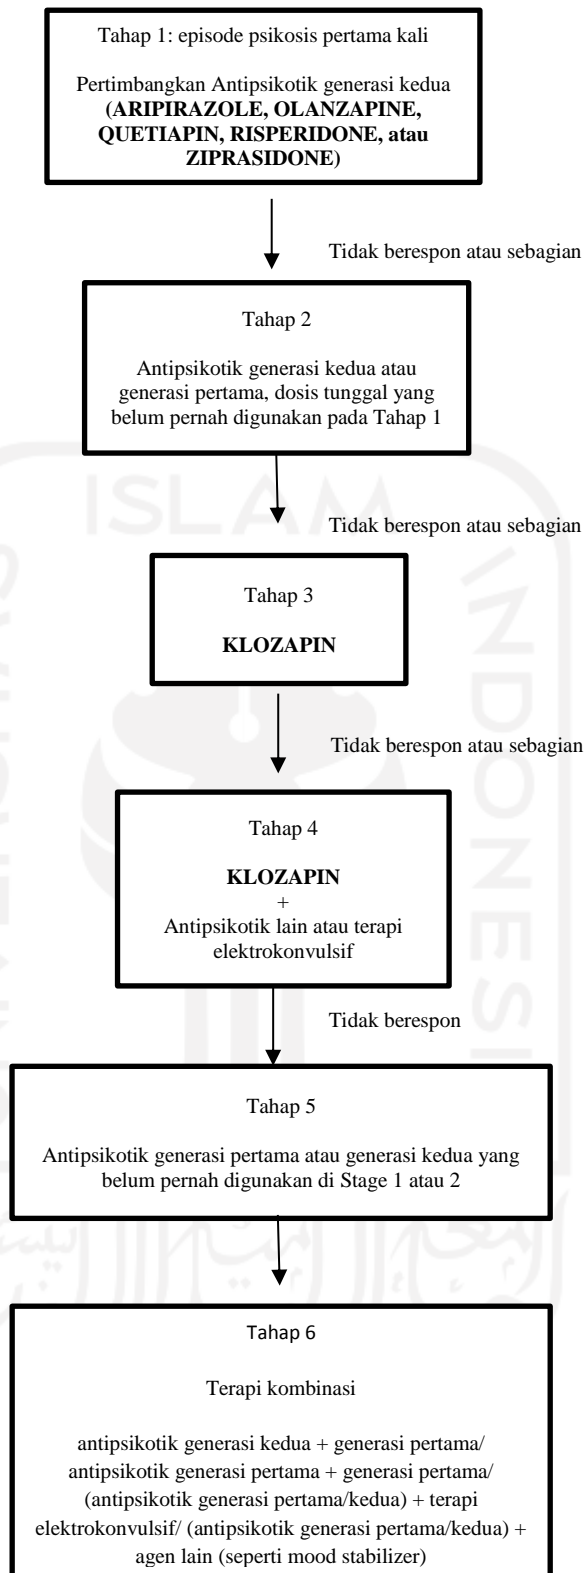 Tahap 1: episode psikosis pertama kali
Pertimbangkan Antipsikotik generasi kedua
(ARIPIRAZOLE, OLANZAPINE,
QUETIAPIN, RISPERIDONE, atau
ZIPRASIDONE)
Tidak berespon atau sebagian
Tahap 2
Antipsikotik generasi kedua atau
generasi pertama, dosis tunggal yang
belum pernah digunakan pada Tahap 1
ISLAM
Tidak berespon atau sebagian
Tahap 3
KLOZAPIN
INDONESI
Tidak berespon atau sebagian
Tahap 4
KLOZAPIN
+
Antipsikotik lain atau terapi
elektrokonvulsif
Tidak berespon
Tahap 5
Antipsikotik generasi pertama atau generasi kedua yang
belum pernah digunakan di Stage 1 atau 2
Tahap 6
Terapi kombinasi
antipsikotik generasi kedua + generasi pertama/
antipsikotik generasi pertama + generasi pertama/
(antipsikotik generasi pertama/kedua) + terapi
elektrokonvulsif/ (antipsikotik generasi pertama/kedua) +
agen lain (seperti mood stabilizer)